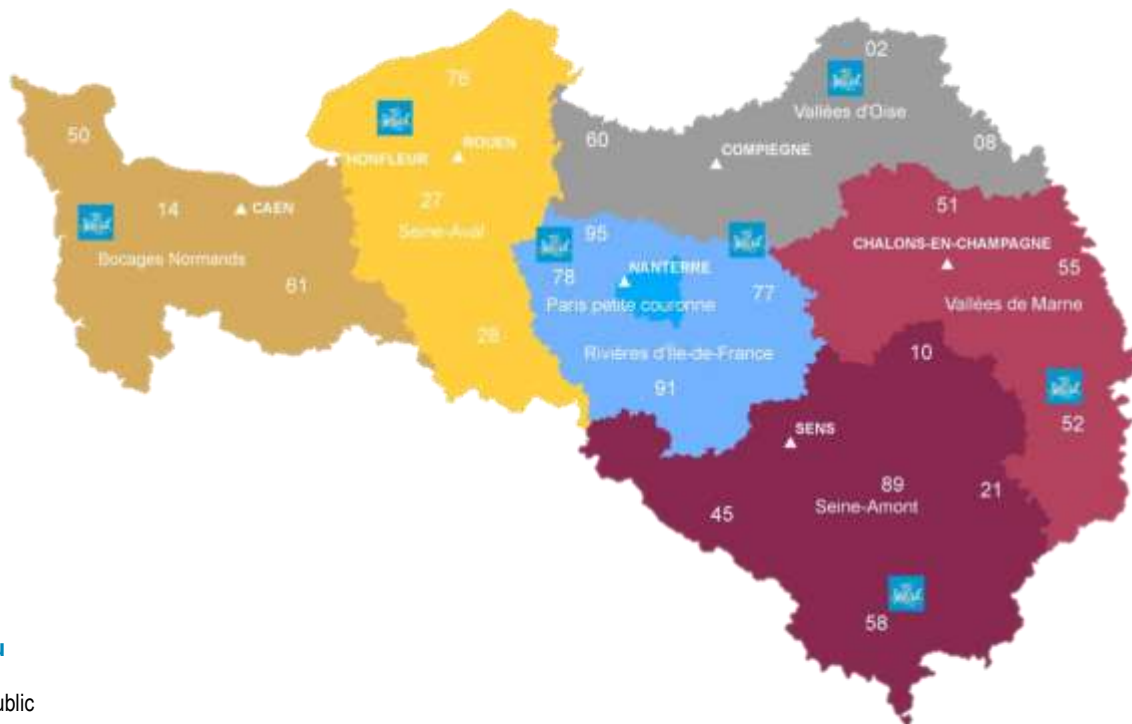 02
76
Vallées d'Oise
50
60
08
ROUEN
COMPIEGNE
HONFLEUR
27
51
14
CAEN
Seine-Aval
95
CHALONS-EN-CHAMPAGNE
Bocages Normands
78
NANTERRE
55
61
77
Paris petite couronne
Vallées de Marne
28
Rivières d'Ile-de-France
10
91
52
SENS
89
21
Seine-Amont
45
58
u
ublic